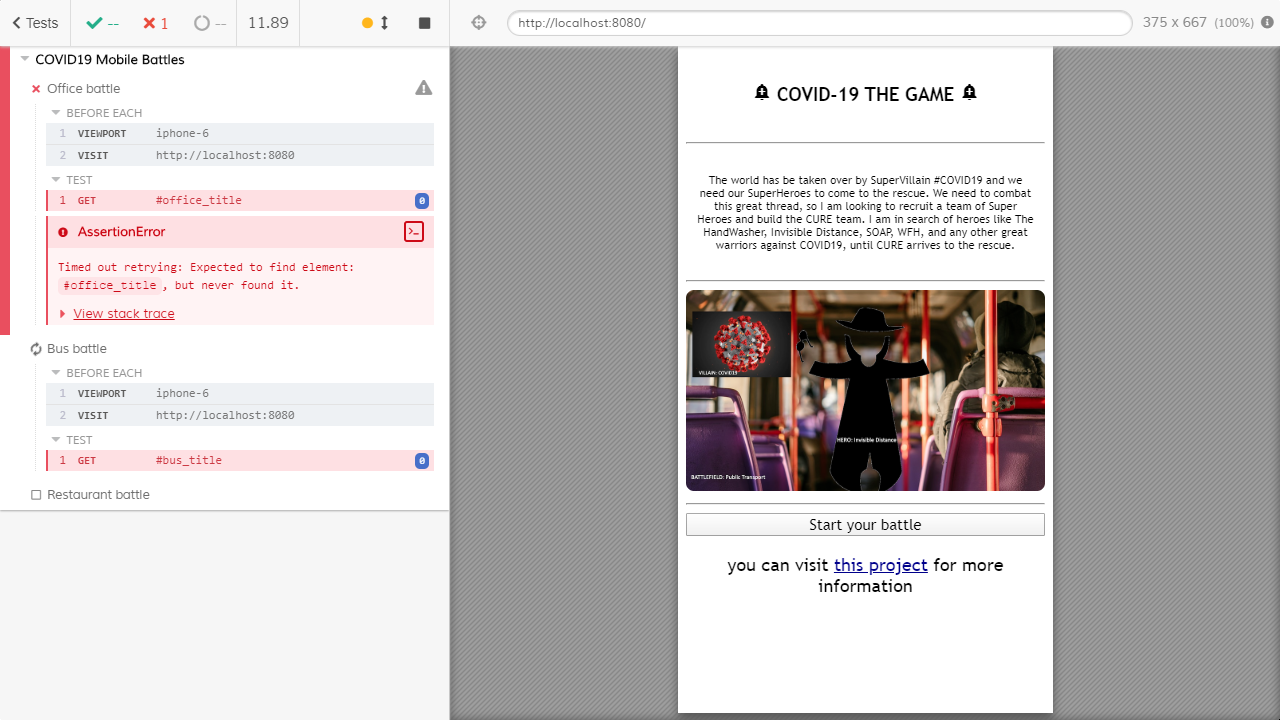 Tests
--
1
--
11.89
http://localhost:8080/
375 x 667 (100%)
COVID19 Mobile Battles
Office battle
BEFORE EACH
1 VIEWPORT iphone-6
2 VISIT http://localhost:8080
TEST
1 GET #office_title 0
AssertionError
Timed out retrying: Expected to find element:
#office_title, but never found it.
View stack trace
Bus battle
BEFORE EACH
1 VIEWPORT iphone-6
2 VISIT http://localhost:8080
TEST
1 GET #bus_title 0
Restaurant battle
COVID-19 THE GAME
The world has be taken over by SuperVillain #COVID19 and we
need our SuperHeroes to come to the rescue. We need to combat
this great thread, so I am looking to recruit a team of Super
Heroes and build the CURE team. I am in search of heroes like The
HandWasher, Invisible Distance, SOAP, WFH, and any other great
warriors against COVID19, until CURE arrives to the rescue.
VILLAIN: COVID19
HERO: Invisible Distance
BATTLEFIELD: Public Transport
Start your battle
you can visit this project for more
information